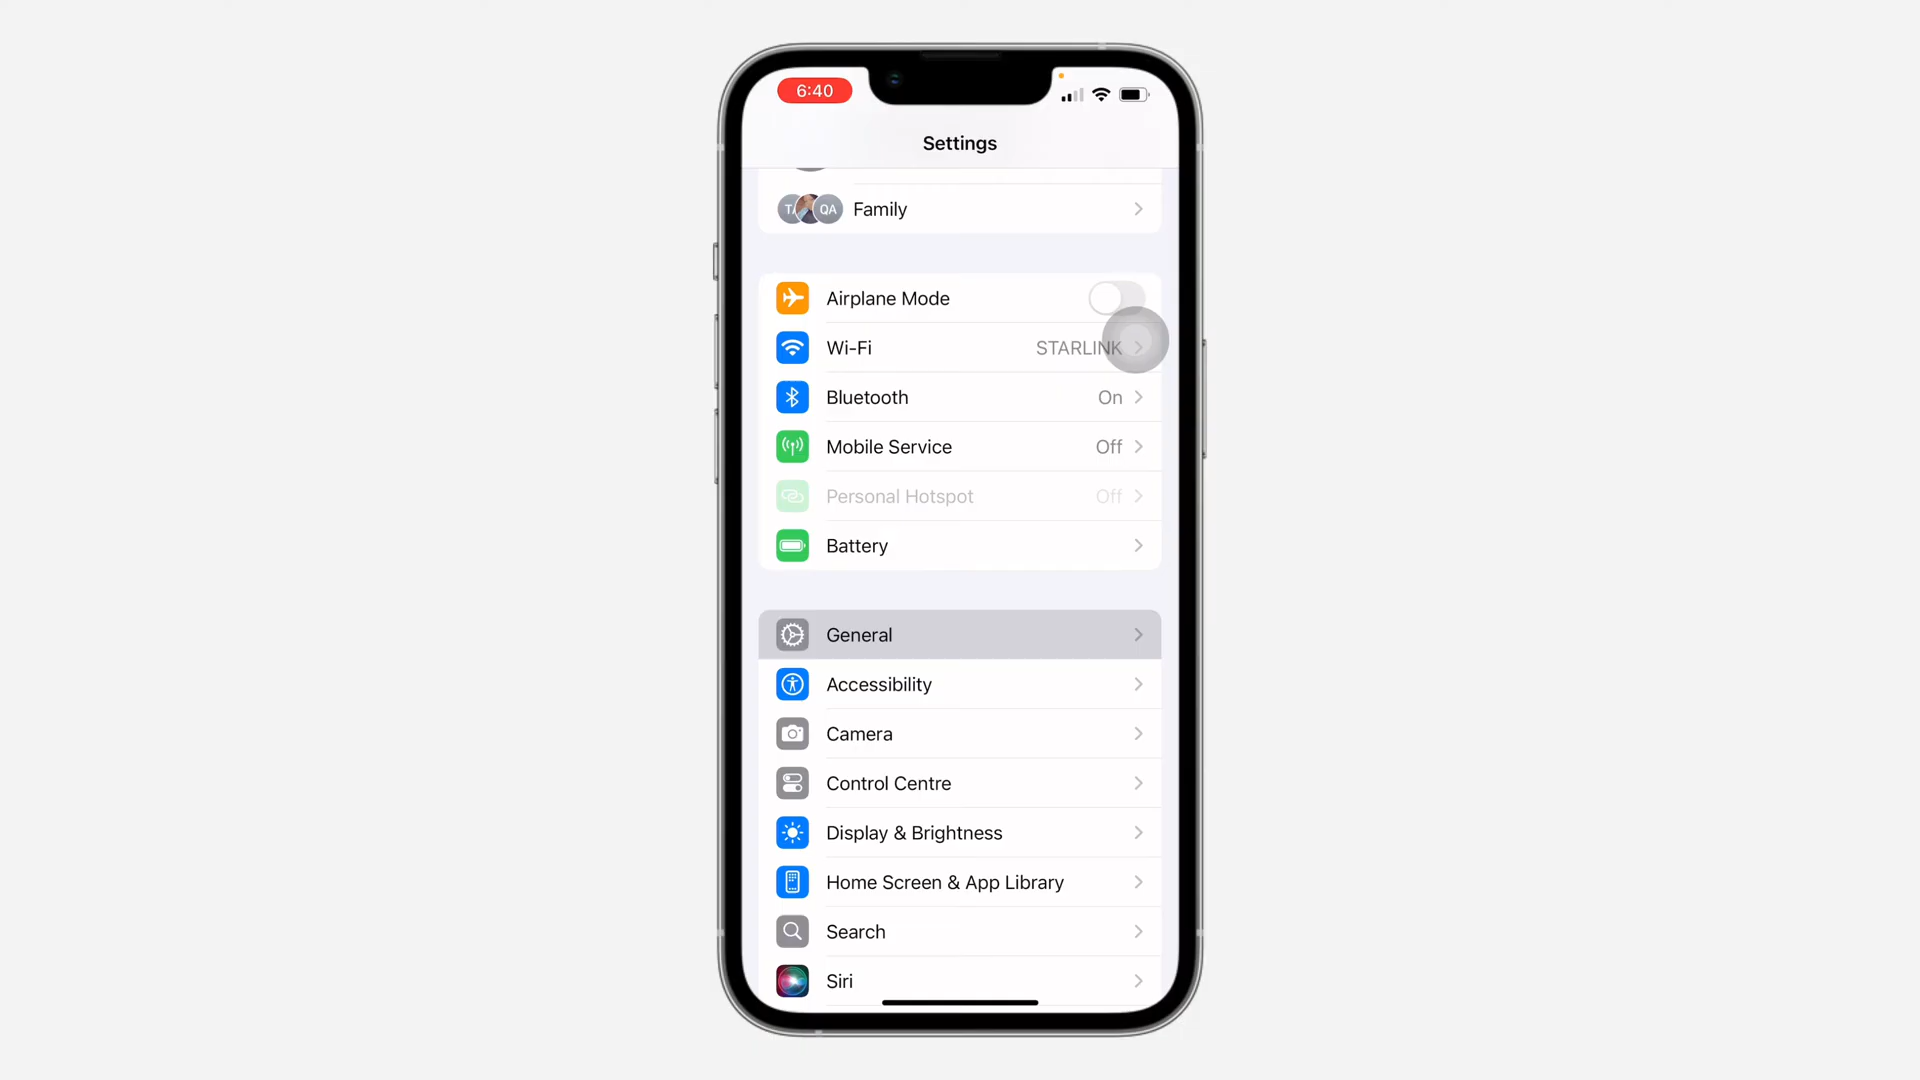 6:40
Settings
TA QA Family
Airplane Mode
Wi-Fi STARLINK
Bluetooth On
Mobile Service Off
Personal Hotspot Off
Battery
General
Accessibility
Camera
Control Centre
Display & Brightness
Home Screen & App Library
Search
Siri